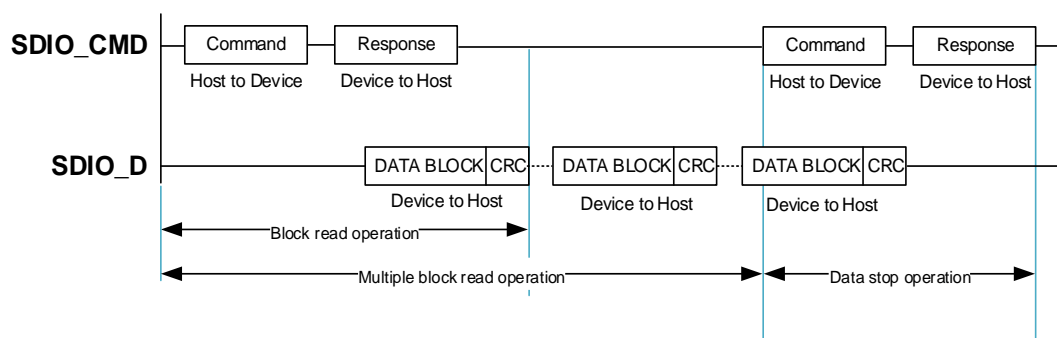 SDIO_CMD
Command
Response
Command
Response
Host to Device
Device to Host
Host to Device
Device to Host
SDIO_D
DATA BLOCK CRC
DATA BLOCK CRC
DATA BLOCK CRC
Device to Host
Device to Host
Device to Host
Block read operation
Multiple block read operation
Data stop operation